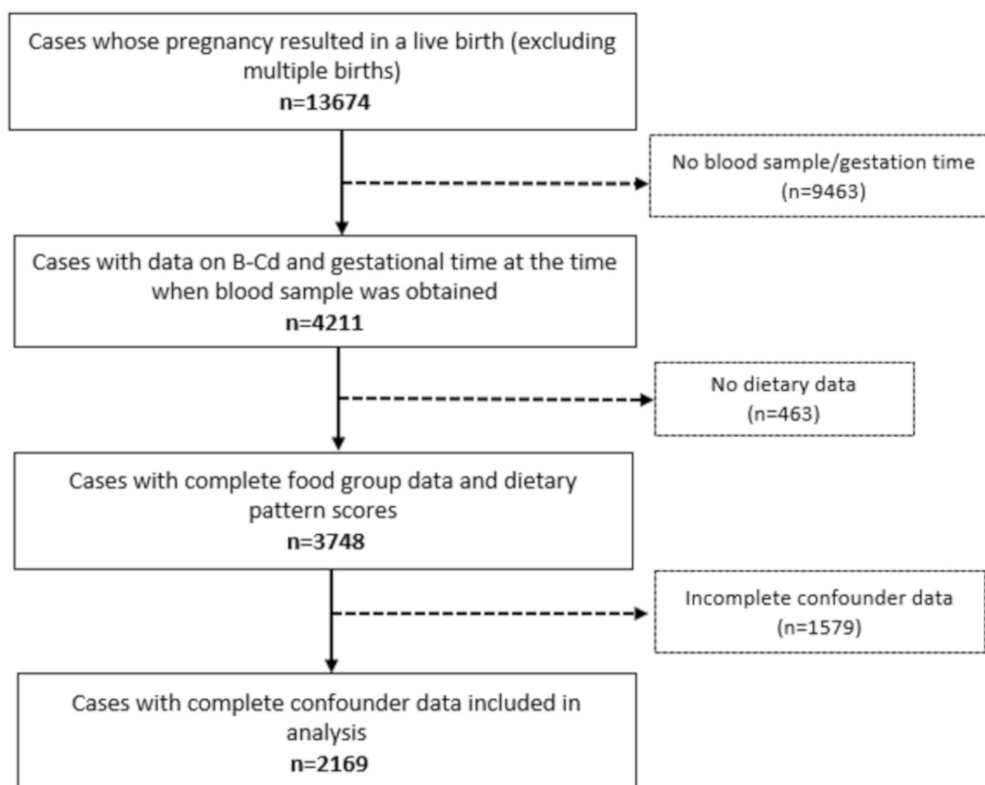 Cases whose pregnancy resulted in a live birth (excluding
multiple births)
n=13674
No blood sample/gestation time
(n=9463)
Cases with data on B-Cd and gestational time at the time
when blood sample was obtained
n=4211
No dietary data
(n=463)
Cases with complete food group data and dietary
pattern scores
n=3748
Incomplete confounder data
(n=1579)
Cases with complete confounder data included in
analysis
n=2169